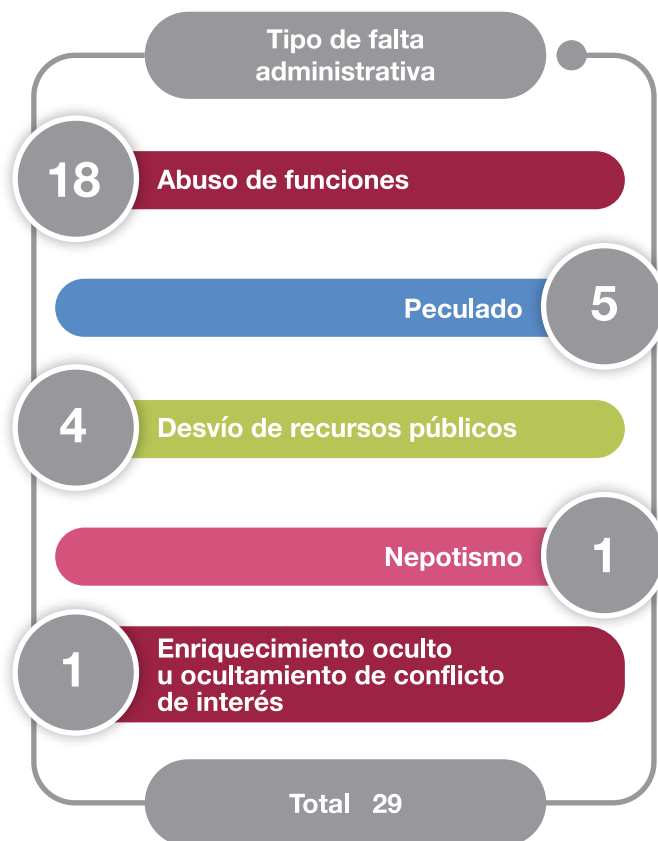 Tipo de falta
administrativa
18 Abuso de funciones
Peculado 5
4 Desvío de recursos públicos
Nepotismo 1
1 Enriquecimiento oculto
u ocultamiento de conflicto
de interés
Total 29